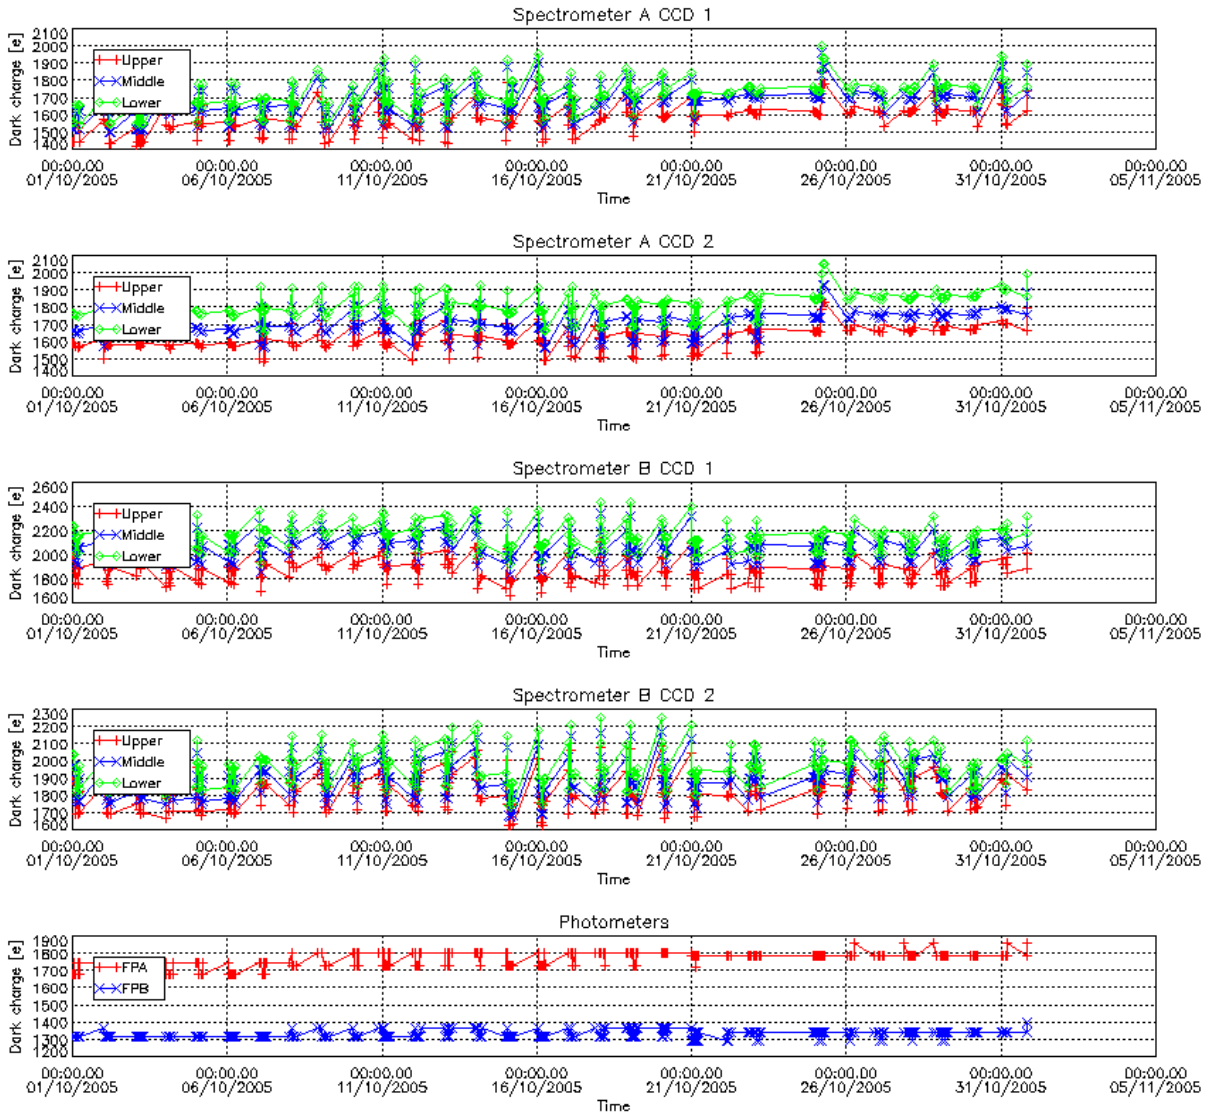 Spectrometer A CCD 1
Dark charge [e]
2100
2000
1900
1800
1700
1600
1500
1400
Upper
Middle
Lower
00:00.00 00:00.00 00:00.00 00:00.00 00:00.00 00:00.00 00:00.00 00:00.00
01/10/2005 06/10/2005 11/10/2005 16/10/2005 21/10/2005 26/10/2005 31/10/2005 05/11/2005
Time
Spectrometer A CCD 2
Dark charge [e]
2100
2000
1900
1800
1700
1600
1500
1400
Upper
Middle
Lower
00:00.00 00:00.00 00:00.00 00:00.00 00:00.00 00:00.00 00:00.00 00:00.00
01/10/2005 06/10/2005 11/10/2005 16/10/2005 21/10/2005 26/10/2005 31/10/2005 05/11/2005
Time
Spectrometer B CCD 1
Dark charge [e]
2600
2400
2200
2000
1800
1600
Upper
Middle
Lower
00:00.00 00:00.00 00:00.00 00:00.00 00:00.00 00:00.00 00:00.00 00:00.00
01/10/2005 06/10/2005 11/10/2005 16/10/2005 21/10/2005 26/10/2005 31/10/2005 05/11/2005
Time
Spectrometer B CCD 2
Dark charge [e]
2300
2200
2100
2000
1900
1800
1700
1600
Upper
Middle
Lower
00:00.00 00:00.00 00:00.00 00:00.00 00:00.00 00:00.00 00:00.00 00:00.00
01/10/2005 06/10/2005 11/10/2005 16/10/2005 21/10/2005 26/10/2005 31/10/2005 05/11/2005
Time
Photometers
Dark charge [e]
1900
1800
1700
1600
1500
1400
1300
1200
FPA
FPB
00:00.00 00:00.00 00:00.00 00:00.00 00:00.00 00:00.00 00:00.00 00:00.00
01/10/2005 06/10/2005 11/10/2005 16/10/2005 21/10/2005 26/10/2005 31/10/2005 05/11/2005
Time